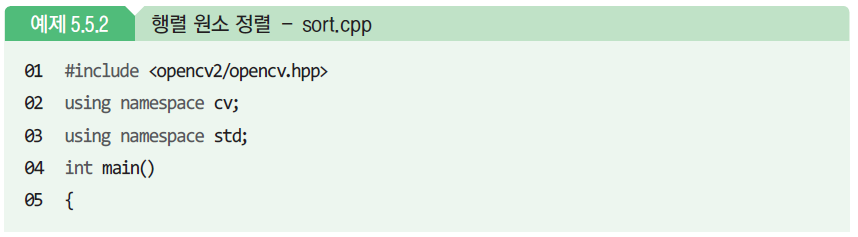 예제 5.5.2 행렬 원소 정렬 - sort.cpp
01 #include <opencv2/opencv.hpp>
02 using namespace cv;
03 using namespace std;
04 int main()
05 {